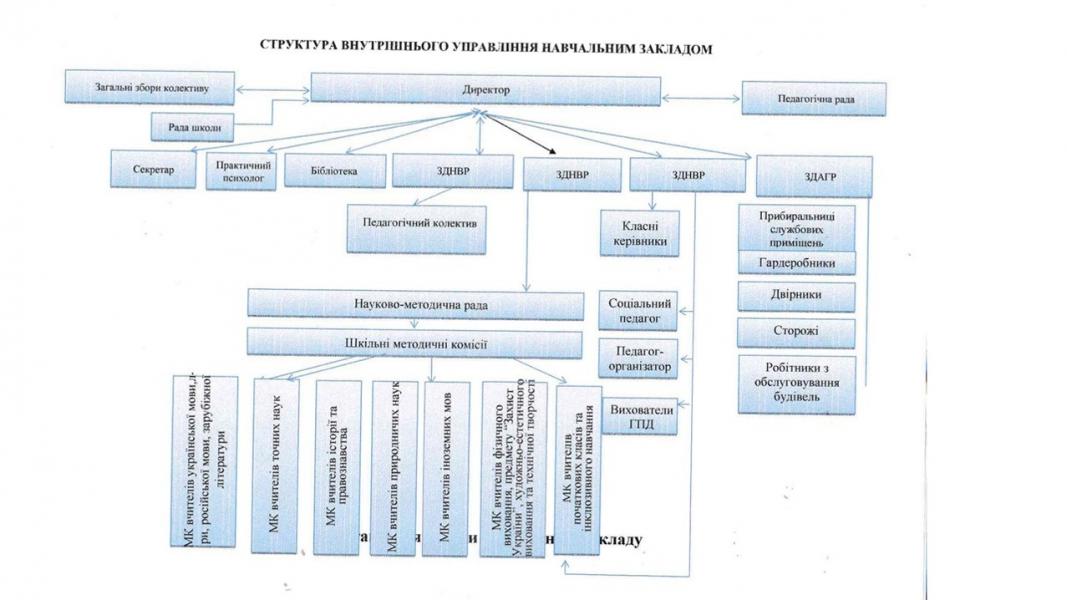 СТРУКТУРА ВНУТРІШНЬОГО УПРАВЛІННЯ НАВЧАЛЬНИМ ЗАКЛАДОМ
Загальні збори колективу
Директор
Педагогічна рада
Рада школи
Секретар
Практичний
психолог
Бібліотека
ЗДНВР
ЗДНВР
ЗДНВР
ЗДАГР
Педагогічний колектив
Класні
керівники
Прибиральниці
службових
приміщень
Гардеробники
Науково-методична рада
Соціальний
педагог
Двірники
Шкільні методичні комісії
Педагог-
організатор
Сторожі
Робітники з
обслуговування
будівель
Вихователи
ГПД
МК вчителів української мови,л-
ри, російської мови, зарубіжної
літератури
МК вчителів точних наук
МК вчителів історії та
правознавства
МК вчителів природничих наук
МК вчителів іноземних мов
МК вчителів фізичного
виховання, предмету "Захист
України", художньо-естетичного
виховання та технічної творчості
МК вчителів
початкових класів та
інклюзивного навчання
кладу